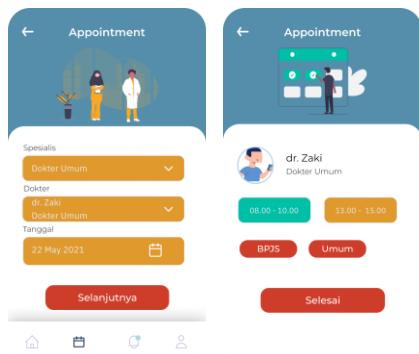 Appointment
Spesialis
Dokter Umum
Dokter
dr. Zaki
Dokter Umum
Tanggal
22 May 2021
Selanjutnya
Appointment
dr. Zaki
Dokter Umum
08.00 - 10.00
13.00 - 15.00
BPJS
Umum
Selesai